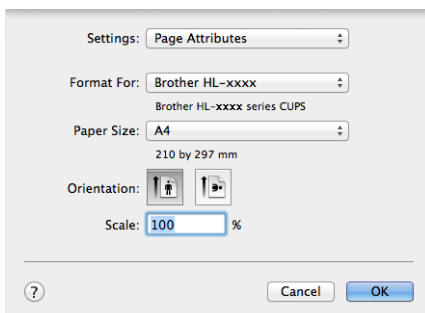 Settings: Page Attributes
Format For: Brother HL-xxxx
Brother HL-xxxx series CUPS
Paper Size: A4
210 by 297 mm
Orientation:
Scale: 100 %
? Cancel OK